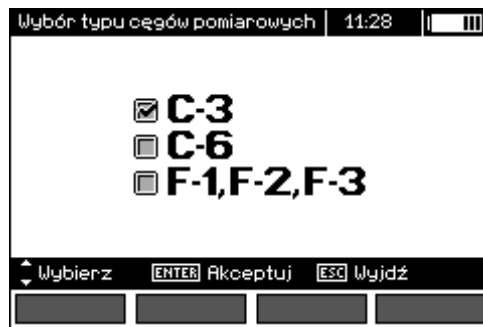 Wybór typu cęgów pomiarowych 11:28
C-3
C-6
F-1,F-2,F-3
Wybierz ENTER Akceptuj ESC Wyjdź